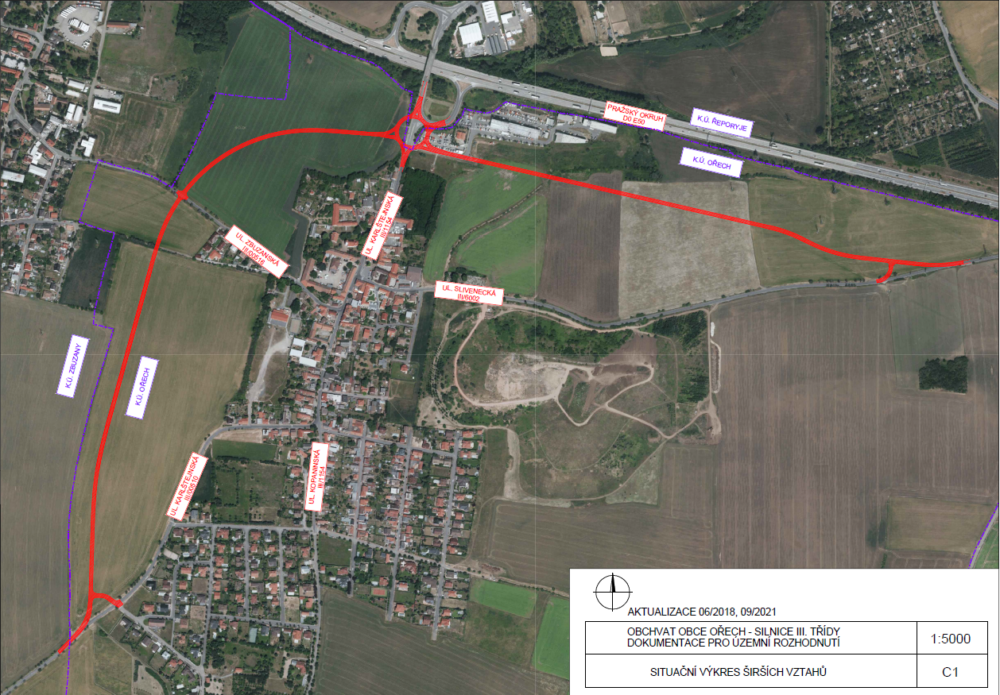 PRAŽSKÝ OKRUH
D0 E50
K.Ú. ŘEPORYJE
K.Ú. OŘECH
UL. KARLŠTEJNSKÁ
III/1154
UL. ZBUZANSKÁ
III/00516
UL. SLIVENECKÁ
III/6002
K.Ú. ZBUZANY
K.Ú. OŘECH
UL. KARLŠTEJNSKÁ
III/00510
UL. KOPANINSKÁ
III/1154
AKTUALIZACE 06/2018, 09/2021
OBCHVAT OBCE OŘECH - SILNICE III. TŘÍDY
DOKUMENTACE PRO ÚZEMNÍ ROZHODNUTÍ
1:5000
SITUAČNÍ VÝKRES ŠIRŠÍCH VZTAHŮ
C1